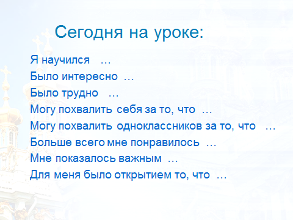 Сегодня на уроке:
Я научился …
Было интересно …
Было трудно …
Могу похвалить себя за то, что …
Могу похвалить одноклассников за то, что …
Больше всего мне понравилось …
Мне показалось важным …
Для меня было открытием то, что …